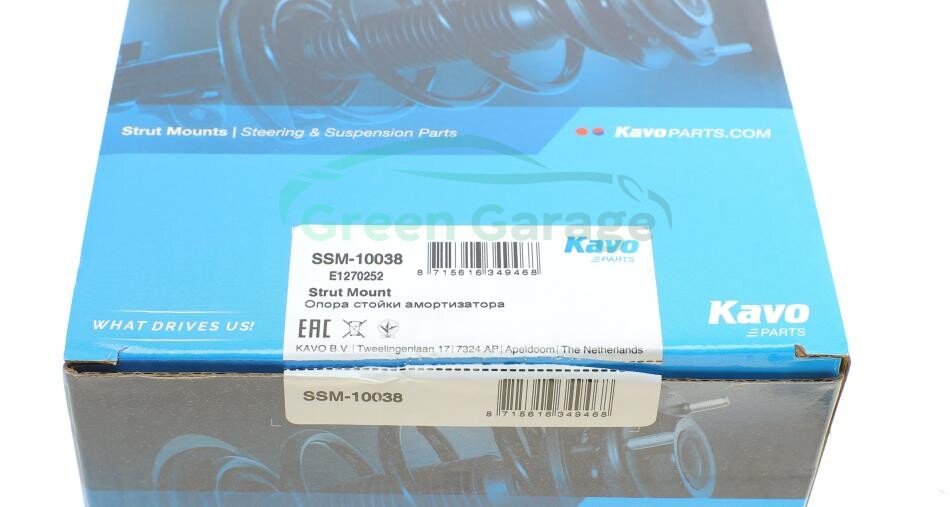 Strut Mounts | Steering & Suspension Parts
KavoPARTS.COM
Green Garage
SSM-10038
E1270252
8 715616 349468
Kavo
PARTS
Strut Mount
Опора стойки амортизатора
EAC
KAVO B.V. | Tweelingenlaan 17 | 7324 AP | Apeldoorn | The Netherlands
WHAT DRIVES US!
Kavo
PARTS
SSM-10038
8 715616 349468